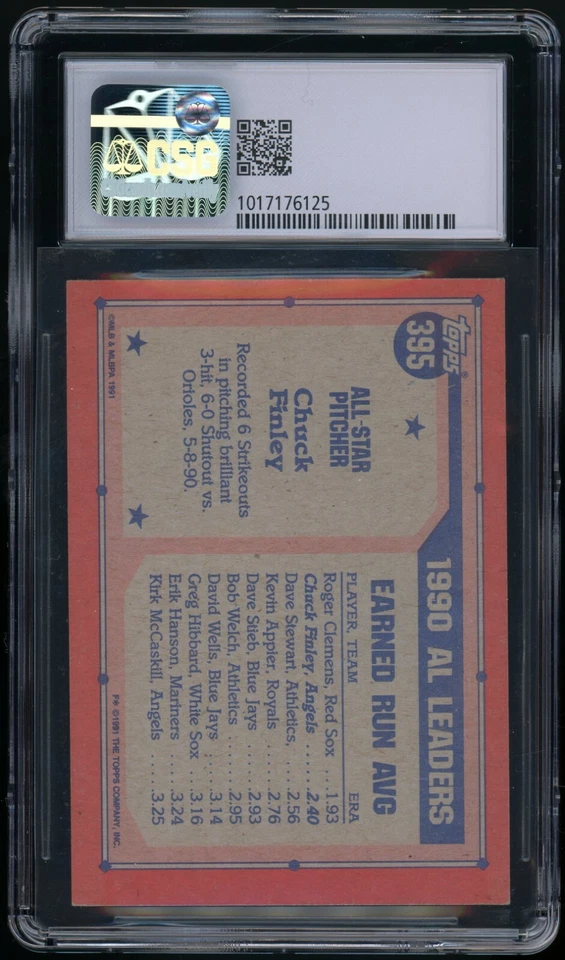 CSG
1017176125
topps®
395
ALL-STAR
PITCHER
Chuck
Finley
Recorded 6 Strikeouts
in pitching brilliant
3-hit, 6-0 Shutout vs.
Orioles, 5-8-90.
©MLB & MLBPA 1991
1990 AL LEADERS
EARNED RUN AVG
PLAYER, TEAM ERA
Roger Clemens, Red Sox ... 1.93
Chuck Finley, Angels ...... 2.40
Dave Stewart, Athletics, ... 2.56
Kevin Appier, Royals .... 2.76
Dave Stieb, Blue Jays .... 2.93
Bob Welch, Athletics ..... 2.95
David Wells, Blue Jays : ... 3.14
Greg Hibbard, White Sox .. 3.16
Erik Hanson, Mariners ... 3.24
Kirk McCaskill, Angels ... 3.25
F* ©1991 THE TOPPS COMPANY, INC.